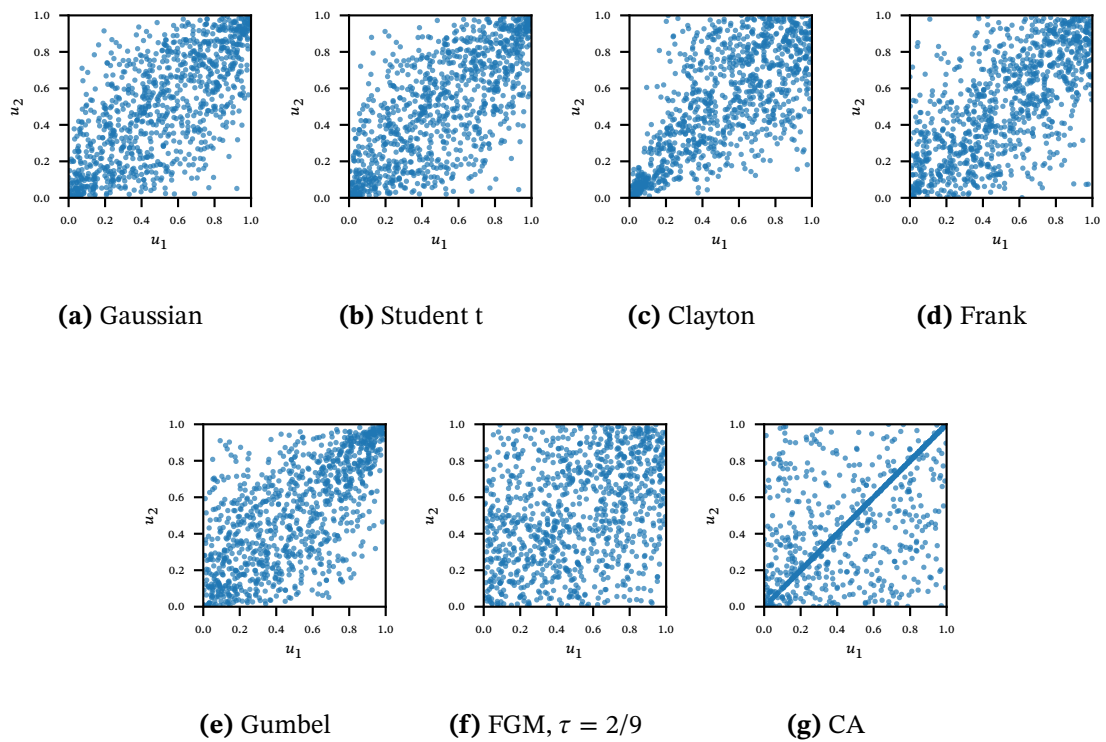 1.0 1.0 1.0 1.0
0.8 0.8 0.8 0.8
0.6 0.6 0.6 0.6
u2 u2 u2 u2
0.4 0.4 0.4 0.4
0.2 0.2 0.2 0.2
0.0 0.0 0.0 0.0
0.0 0.2 0.4 0.6 0.8 1.0 0.0 0.2 0.4 0.6 0.8 1.0 0.0 0.2 0.4 0.6 0.8 1.0 0.0 0.2 0.4 0.6 0.8 1.0
u1 u1 u1 u1
(a) Gaussian (b) Student t (c) Clayton (d) Frank
1.0 1.0 1.0
0.8 0.8 0.8
0.6 0.6 0.6
u2 u2 u2
0.4 0.4 0.4
0.2 0.2 0.2
0.0 0.0 0.0
0.0 0.2 0.4 0.6 0.8 1.0 0.0 0.2 0.4 0.6 0.8 1.0 0.0 0.2 0.4 0.6 0.8 1.0
u1 u1 u1
(e) Gumbel (f) FGM, τ = 2/9 (g) CA